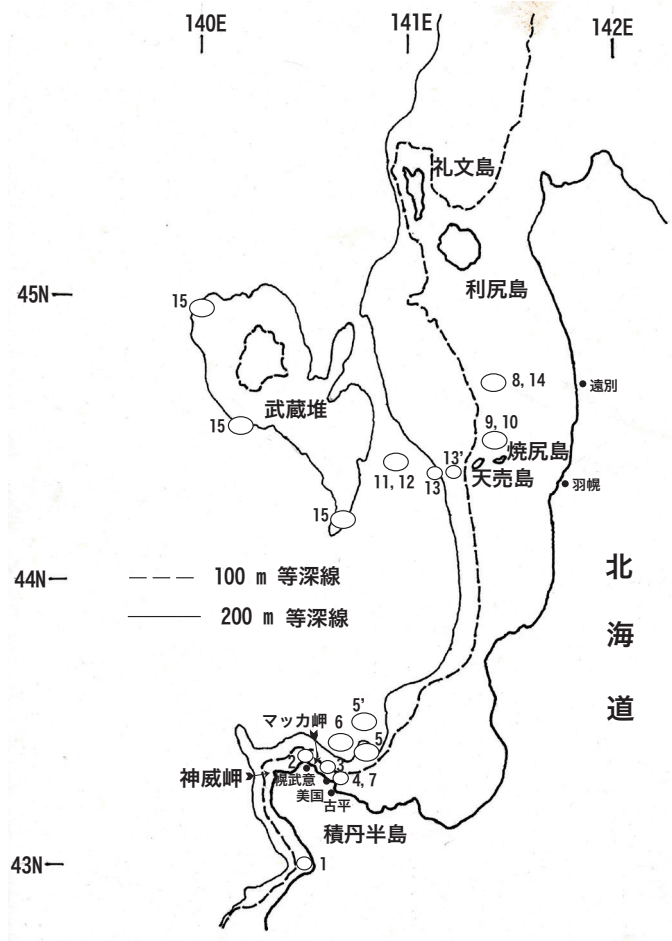 140E
141E
142E
礼文島
45N
利尻島
15
8, 14
遠別
武蔵堆
9, 10
15
焼尻島
13'
天売島
11, 12
13
羽幌
15
44N
100 m 等深線
200 m 等深線
北
海
道
5'
マッカ岬
6
5
2
3
神威岬
幌武意
4, 7
美国
古平
積丹半島
43N
1